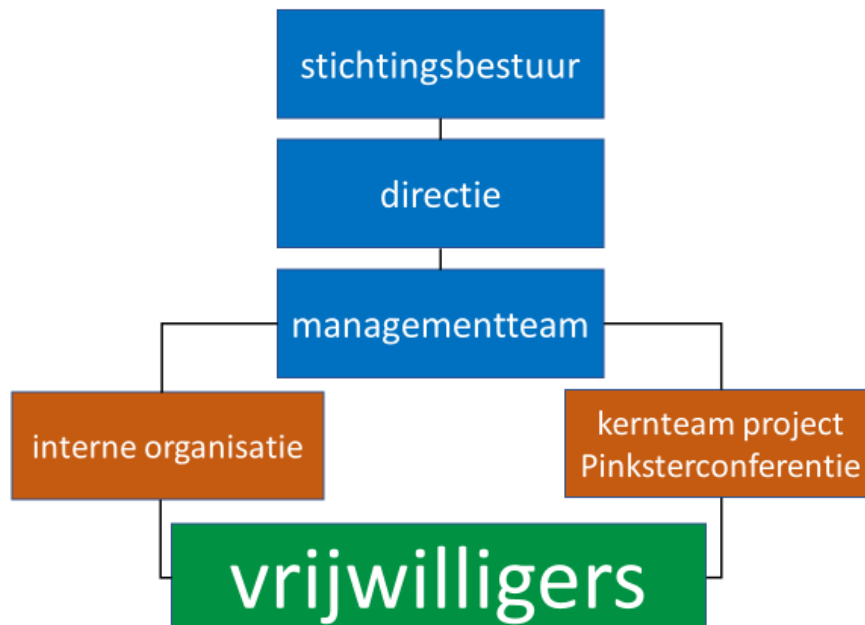 stichtingsbestuur
directie
managementteam
interne organisatie
kernteam project
Pinksterconferentie
vrijwilligers